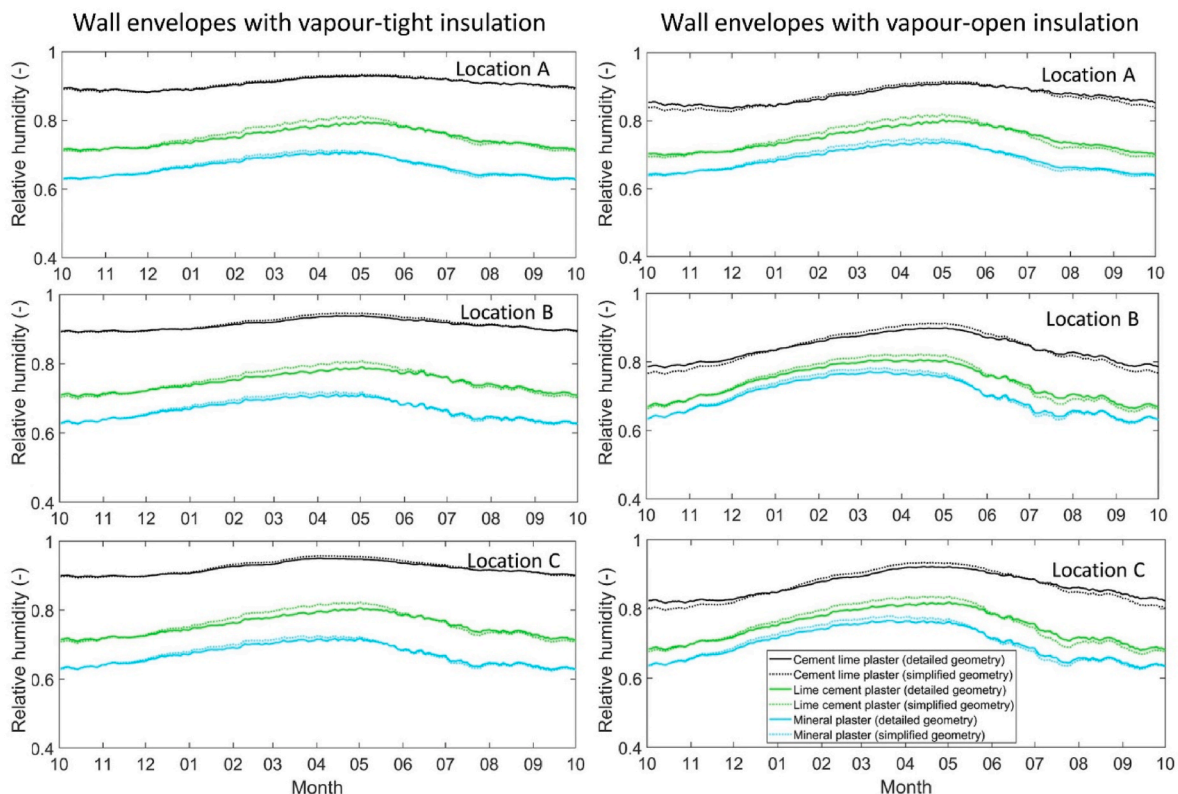 Wall envelopes with vapour-tight insulation
Wall envelopes with vapour-open insulation
Relative humidity (-)
1
0.8
0.6
0.4
Location A
10 11 12 01 02 03 04 05 06 07 08 09 10
Relative humidity (-)
1
0.8
0.6
0.4
Location A
10 11 12 01 02 03 04 05 06 07 08 09 10
Relative humidity (-)
1
0.8
0.6
0.4
Location B
10 11 12 01 02 03 04 05 06 07 08 09 10
Relative humidity (-)
1
0.8
0.6
0.4
Location B
10 11 12 01 02 03 04 05 06 07 08 09 10
Relative humidity (-)
1
0.8
0.6
0.4
Location C
10 11 12 01 02 03 04 05 06 07 08 09 10
Month
Relative humidity (-)
1
0.8
0.6
0.4
Location C
Cement lime plaster (detailed geometry)
Cement lime plaster (simplified geometry)
Lime cement plaster (detailed geometry)
Lime cement plaster (simplified geometry)
Mineral plaster (detailed geometry)
Mineral plaster (simplified geometry)
10 11 12 01 02 03 04 05 06 07 08 09 10
Month